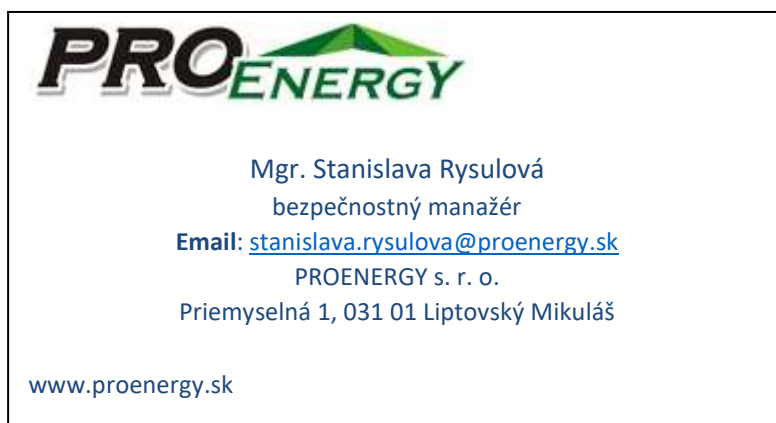 PROENERGY
Mgr. Stanislava Rysulová
bezpečnostný manažér
Email: stanislava.rysulova@proenergy.sk
PROENERGY s. r. o.
Priemyselná 1, 031 01 Liptovský Mikuláš
www.proenergy.sk